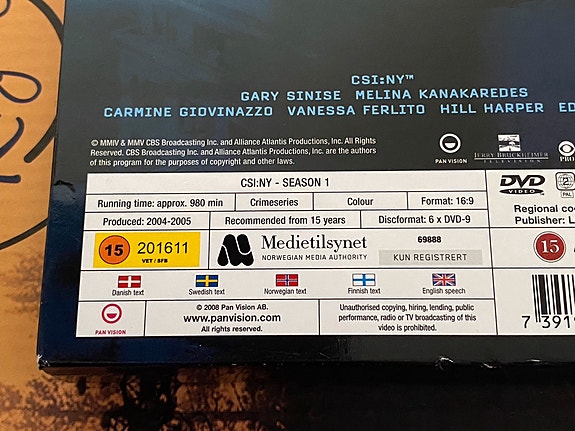 CSI:NY™
GARY SINISE MELINA KANAKAREDES
CARMINE GIOVINAZZO VANESSA FERLITO HILL HARPER
© MMIV & MMV CBS Broadcasting Inc. and Alliance Atlantis Productions, Inc. All Rights
Reserved. CBS Broadcasting Inc. and Alliance Atlantis Productions, Inc. are the authors
of this program for the purposes of copyright and other laws.
PAN VISION
JERRY BRUCKHEIMER
TELEVISION
CBS
CSI:NY - SEASON 1
Running time: approx. 980 min Crimeseries Colour Format: 16:9
Produced: 2004-2005 Recommended from 15 years Discformat: 6 x DVD-9
DVD
VIDEO
PAL
Regional co
Publisher: L
15 201611
VET / SFB
Medietilsynet
NORWEGIAN MEDIA AUTHORITY
69888
KUN REGISTRERT
15
Danish text Swedish text Norwegian text Finnish text English speech
PAN VISION
© 2008 Pan Vision AB.
www.panvision.com
All rights reserved.
Unauthorised copying, hiring, lending, public
performance, radio or TV broadcasting of this
video is prohibited.
7 3919